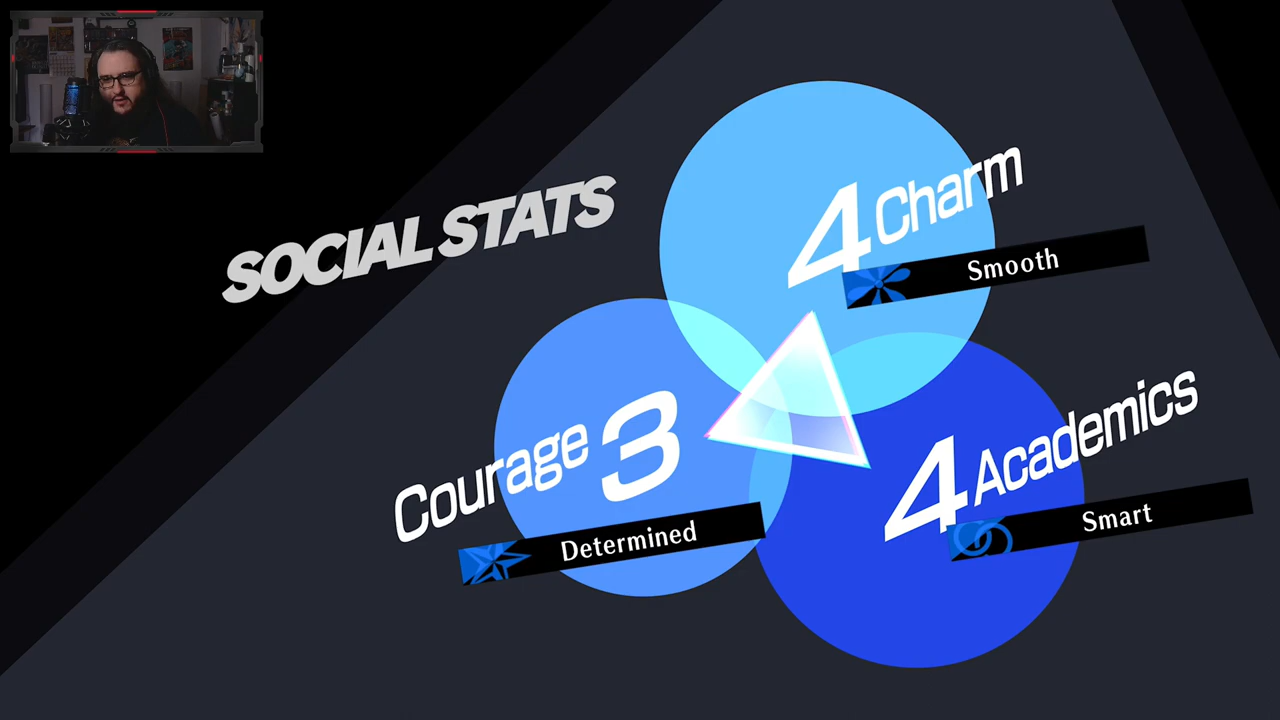 SOCIAL STATS
4 Charm
Smooth
Courage 3
Determined
4 Academics
Smart